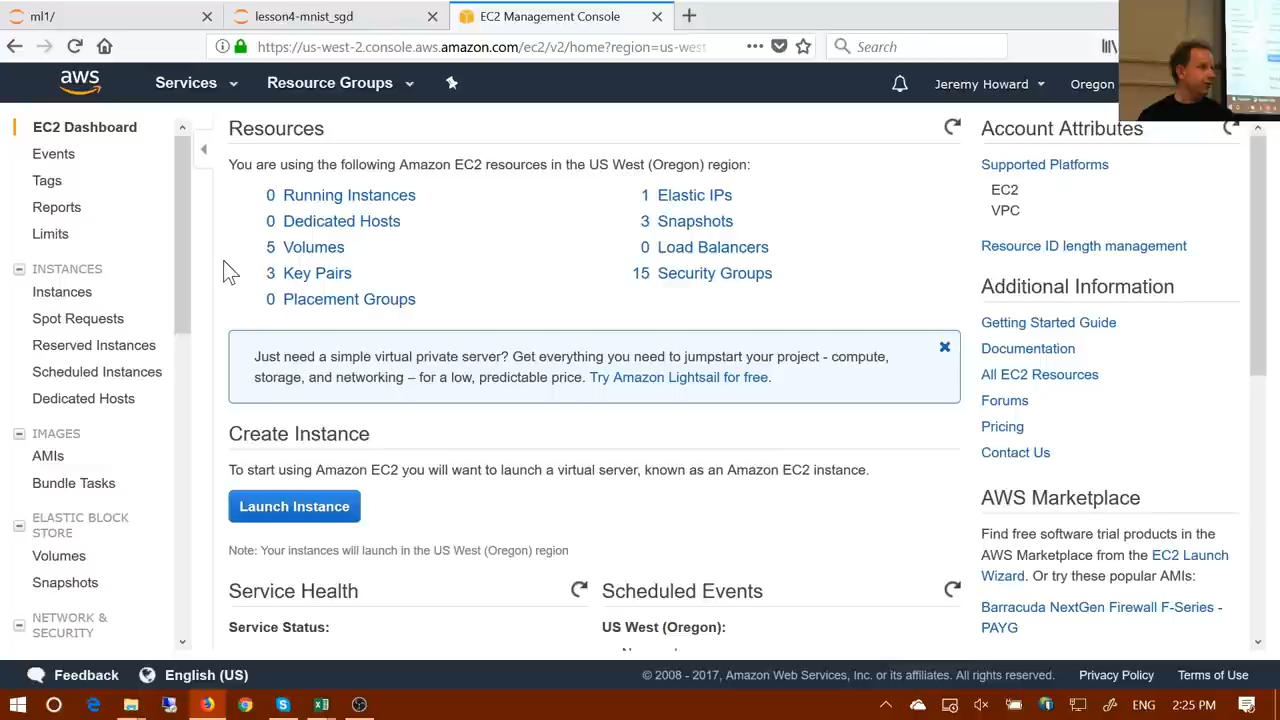 ml1/
lesson4-mnist_sgd
EC2 Management Console
https://us-west-2.console.aws.amazon.com/ec2/v2/home?region=us-west
Search
aws
Services
Resource Groups
Jeremy Howard
Oregon
EC2 Dashboard
Events
Tags
Reports
Limits
INSTANCES
Instances
Spot Requests
Reserved Instances
Scheduled Instances
Dedicated Hosts
IMAGES
AMIs
Bundle Tasks
ELASTIC BLOCK
STORE
Volumes
Snapshots
NETWORK &
SECURITY
Resources
You are using the following Amazon EC2 resources in the US West (Oregon) region:
0 Running Instances
0 Dedicated Hosts
5 Volumes
3 Key Pairs
0 Placement Groups
1 Elastic IPs
3 Snapshots
0 Load Balancers
15 Security Groups
Just need a simple virtual private server? Get everything you need to jumpstart your project - compute,
storage, and networking – for a low, predictable price. Try Amazon Lightsail for free.
Create Instance
To start using Amazon EC2 you will want to launch a virtual server, known as an Amazon EC2 instance.
Launch Instance
Note: Your instances will launch in the US West (Oregon) region
Service Health
Service Status:
Scheduled Events
US West (Oregon):
Account Attributes
Supported Platforms
EC2
VPC
Resource ID length management
Additional Information
Getting Started Guide
Documentation
All EC2 Resources
Forums
Pricing
Contact Us
AWS Marketplace
Find free software trial products in the
AWS Marketplace from the EC2 Launch
Wizard. Or try these popular AMIs:
Barracuda NextGen Firewall F-Series -
PAYG
Feedback
English (US)
© 2008 - 2017, Amazon Web Services, Inc. or its affiliates. All rights reserved.
Privacy Policy
Terms of Use
ENG
2:25 PM